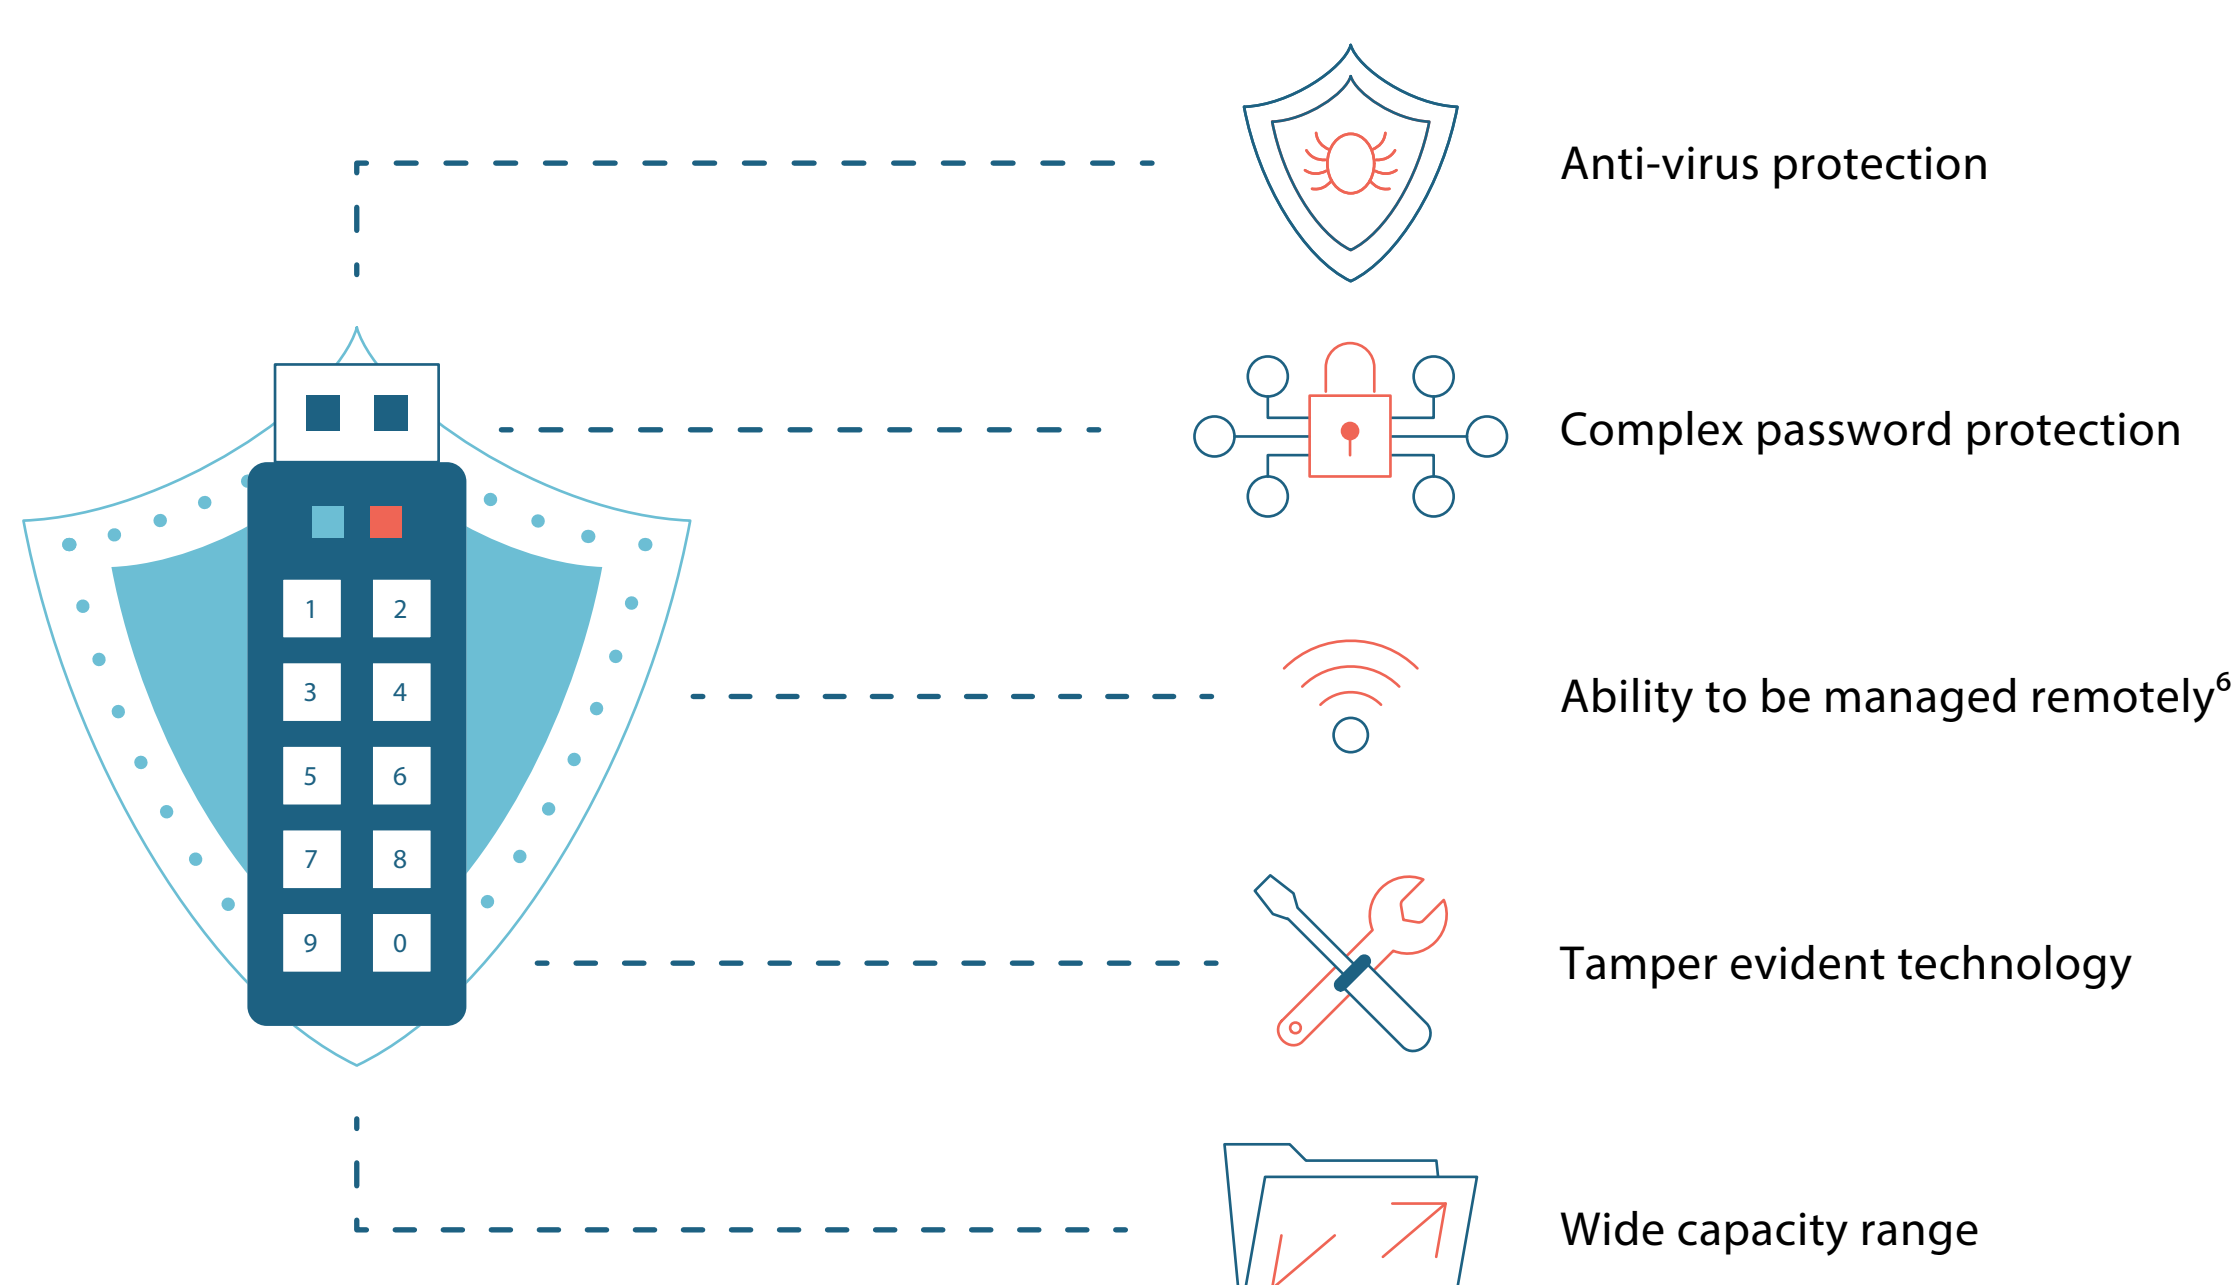 Anti-virus protection
Complex password protection
1 2
3 4
Ability to be managed remotely⁶
5 6
7 8
9 0
Tamper evident technology
Wide capacity range